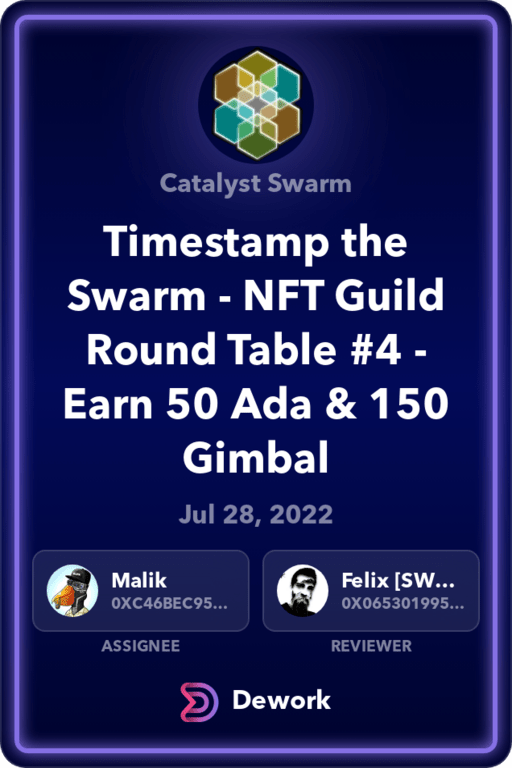 Catalyst Swarm
Timestamp the
Swarm - NFT Guild
Round Table #4 -
Earn 50 Ada & 150
Gimbal
Jul 28, 2022
Malik
0XC46BEC95...
ASSIGNEE
Felix [SW...
0X065301995...
REVIEWER
Dework